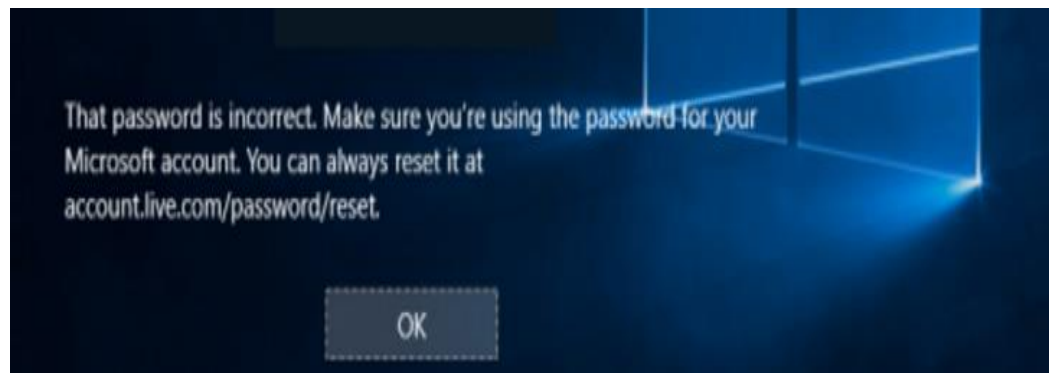 That password is incorrect. Make sure you're using the password for your
Microsoft account. You can always reset it at
account.live.com/password/reset.
OK